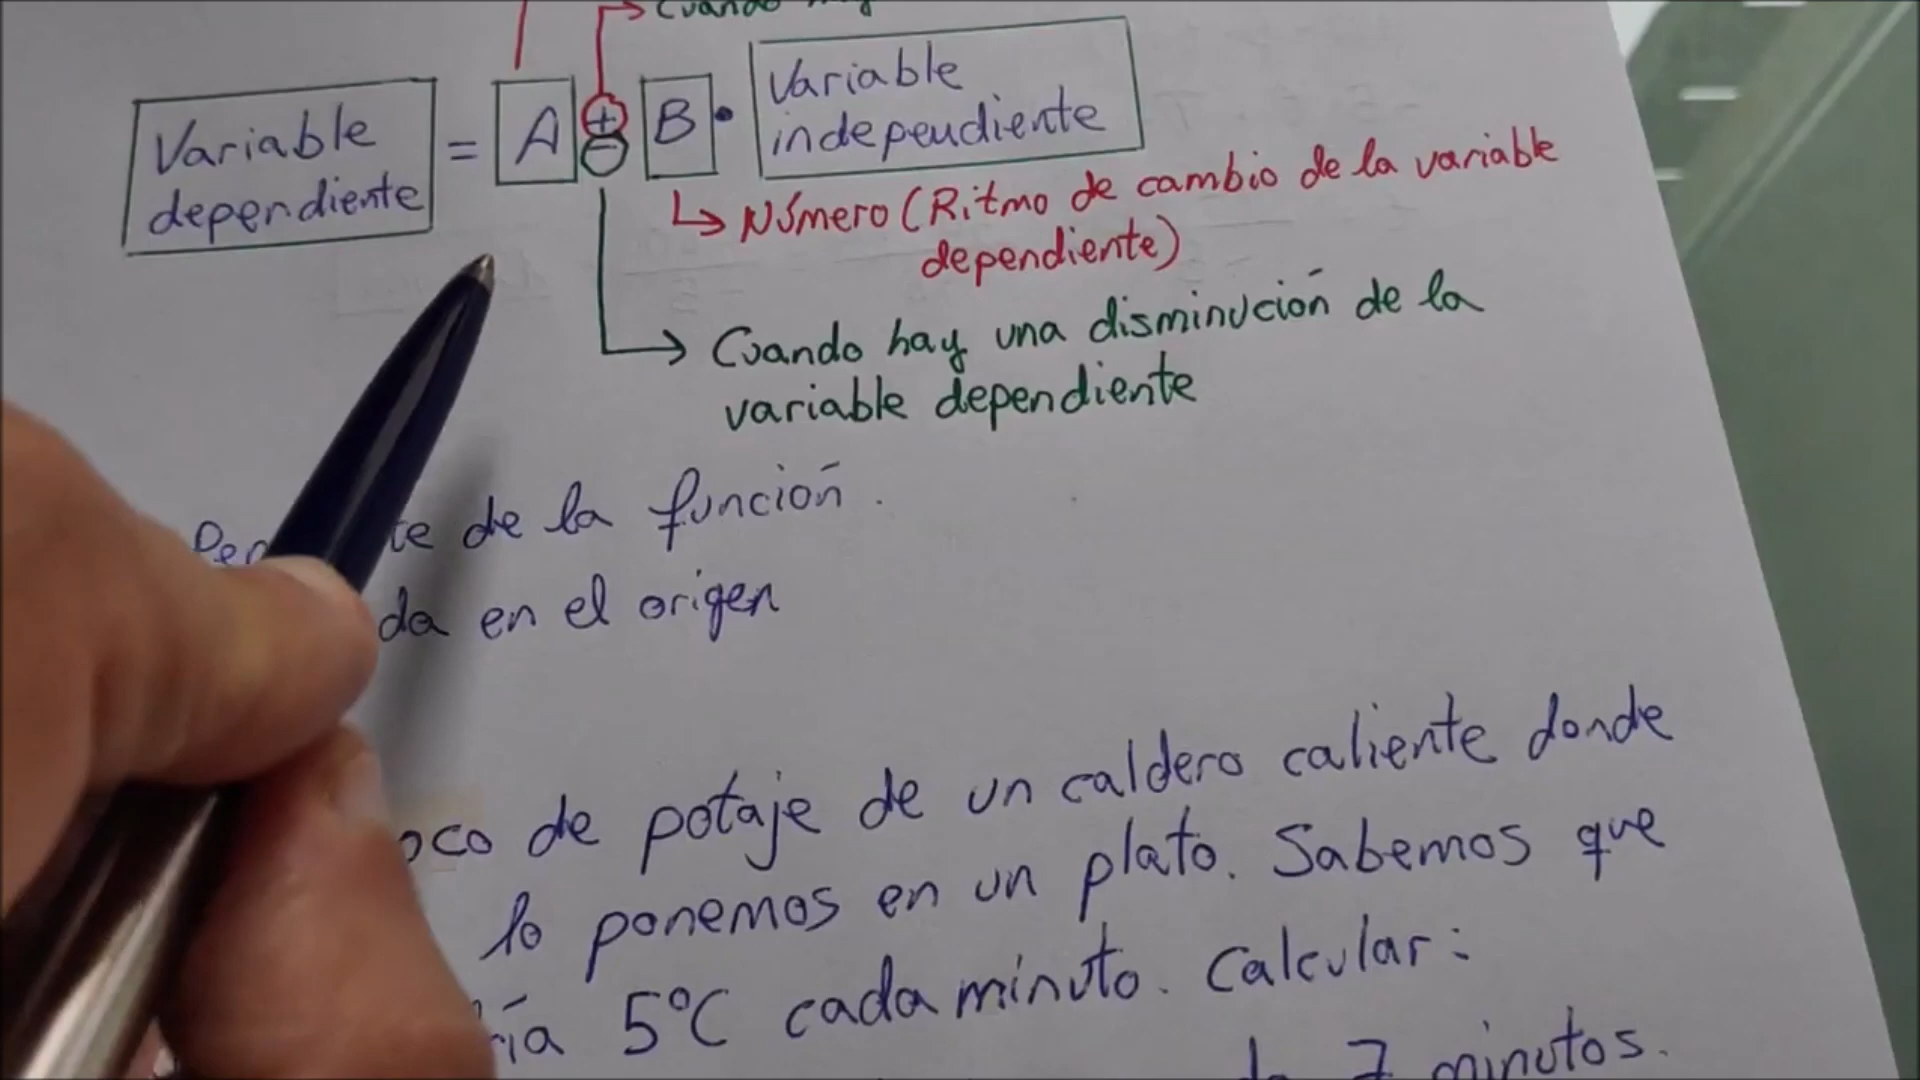 Cuando
Variable
dependiente
= A + - B · Variable
independiente
Número (Ritmo de cambio de la variable
dependiente)
Cuando hay una disminución de la
variable dependiente
de la función.
en el origen
de potaje de un caldero caliente donde
lo ponemos en un plato. Sabemos que
5°C cada minuto. Calcular:
7 minutos.